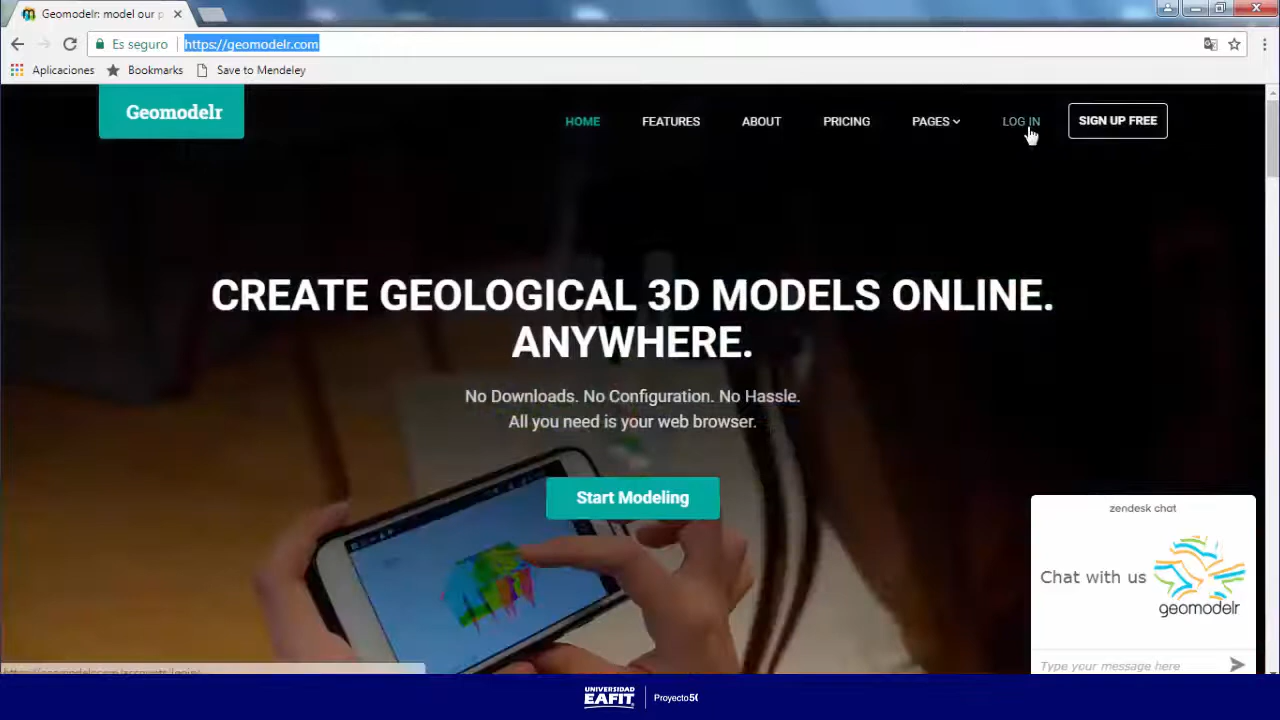 Geomodelr: model our p
Es seguro
https://geomodelr.com
Aplicaciones
Bookmarks
Save to Mendeley
Geomodelr
HOME
FEATURES
ABOUT
PRICING
PAGES
LOG IN
SIGN UP FREE
CREATE GEOLOGICAL 3D MODELS ONLINE.
ANYWHERE.
No Downloads. No Configuration. No Hassle.
All you need is your web browser.
Start Modeling
zendesk chat
Chat with us
geomodelr
Type your message here
UNIVERSIDAD
EAFIT
Proyecto50